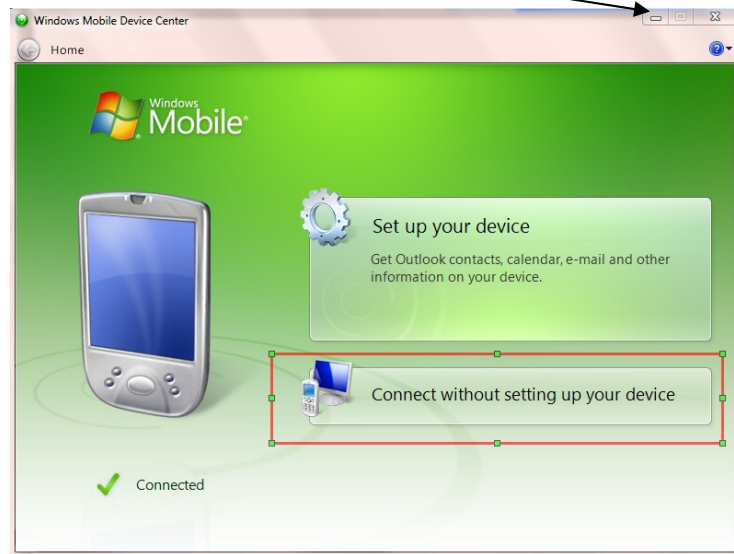 Windows Mobile Device Center
Home
Windows
Mobile®
Set up your device
Get Outlook contacts, calendar, e-mail and other
information on your device.
Connect without setting up your device
Connected